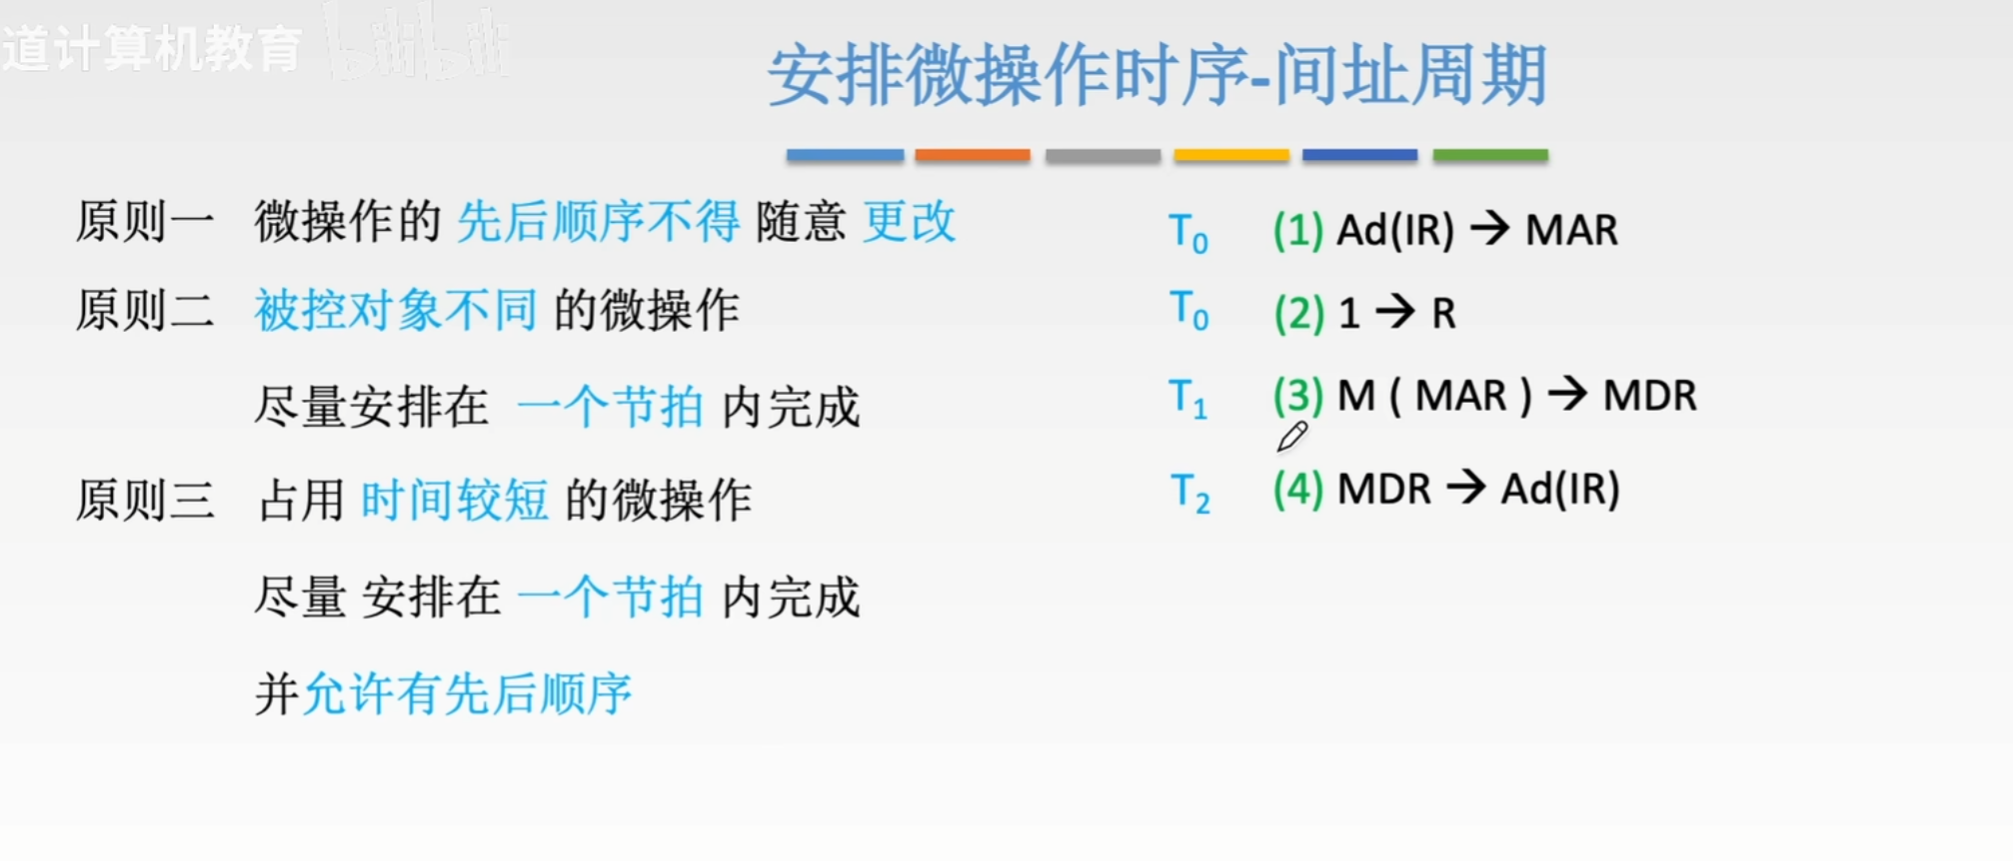 道计算机教育 bilibili
安排微操作时序-间址周期
原则一 微操作的 先后顺序不得 随意 更改
原则二 被控对象不同 的微操作
尽量安排在 一个节拍 内完成
原则三 占用 时间较短 的微操作
尽量 安排在 一个节拍 内完成
并允许有先后顺序
T₀ (1) Ad(IR) → MAR
T₀ (2) 1 → R
T₁ (3) M ( MAR ) → MDR
T₂ (4) MDR → Ad(IR)